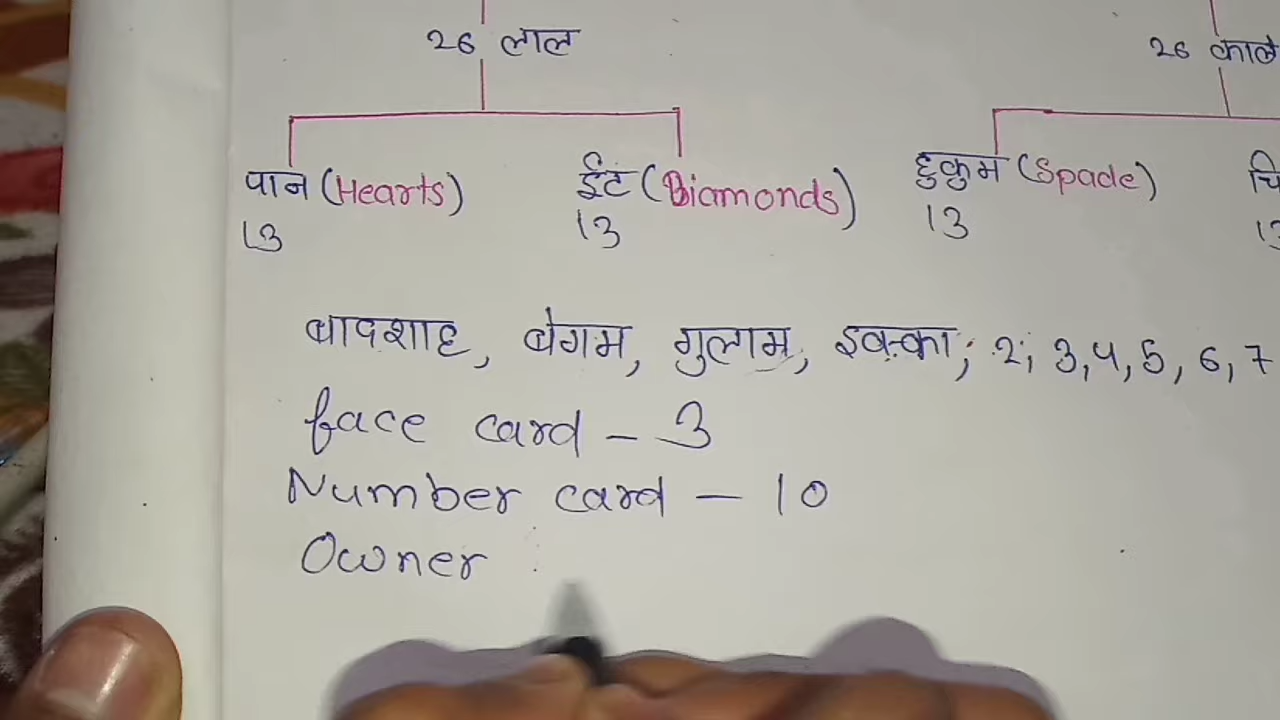 26 लाल
26 काले
पान (Hearts)
ईंट (Diamonds)
हुकुम (Spade)
13
13
13
बादशाह, बेगम, गुलाम, इक्का, 2, 3, 4, 5, 6, 7
face card - 3
Number card - 10
Owner